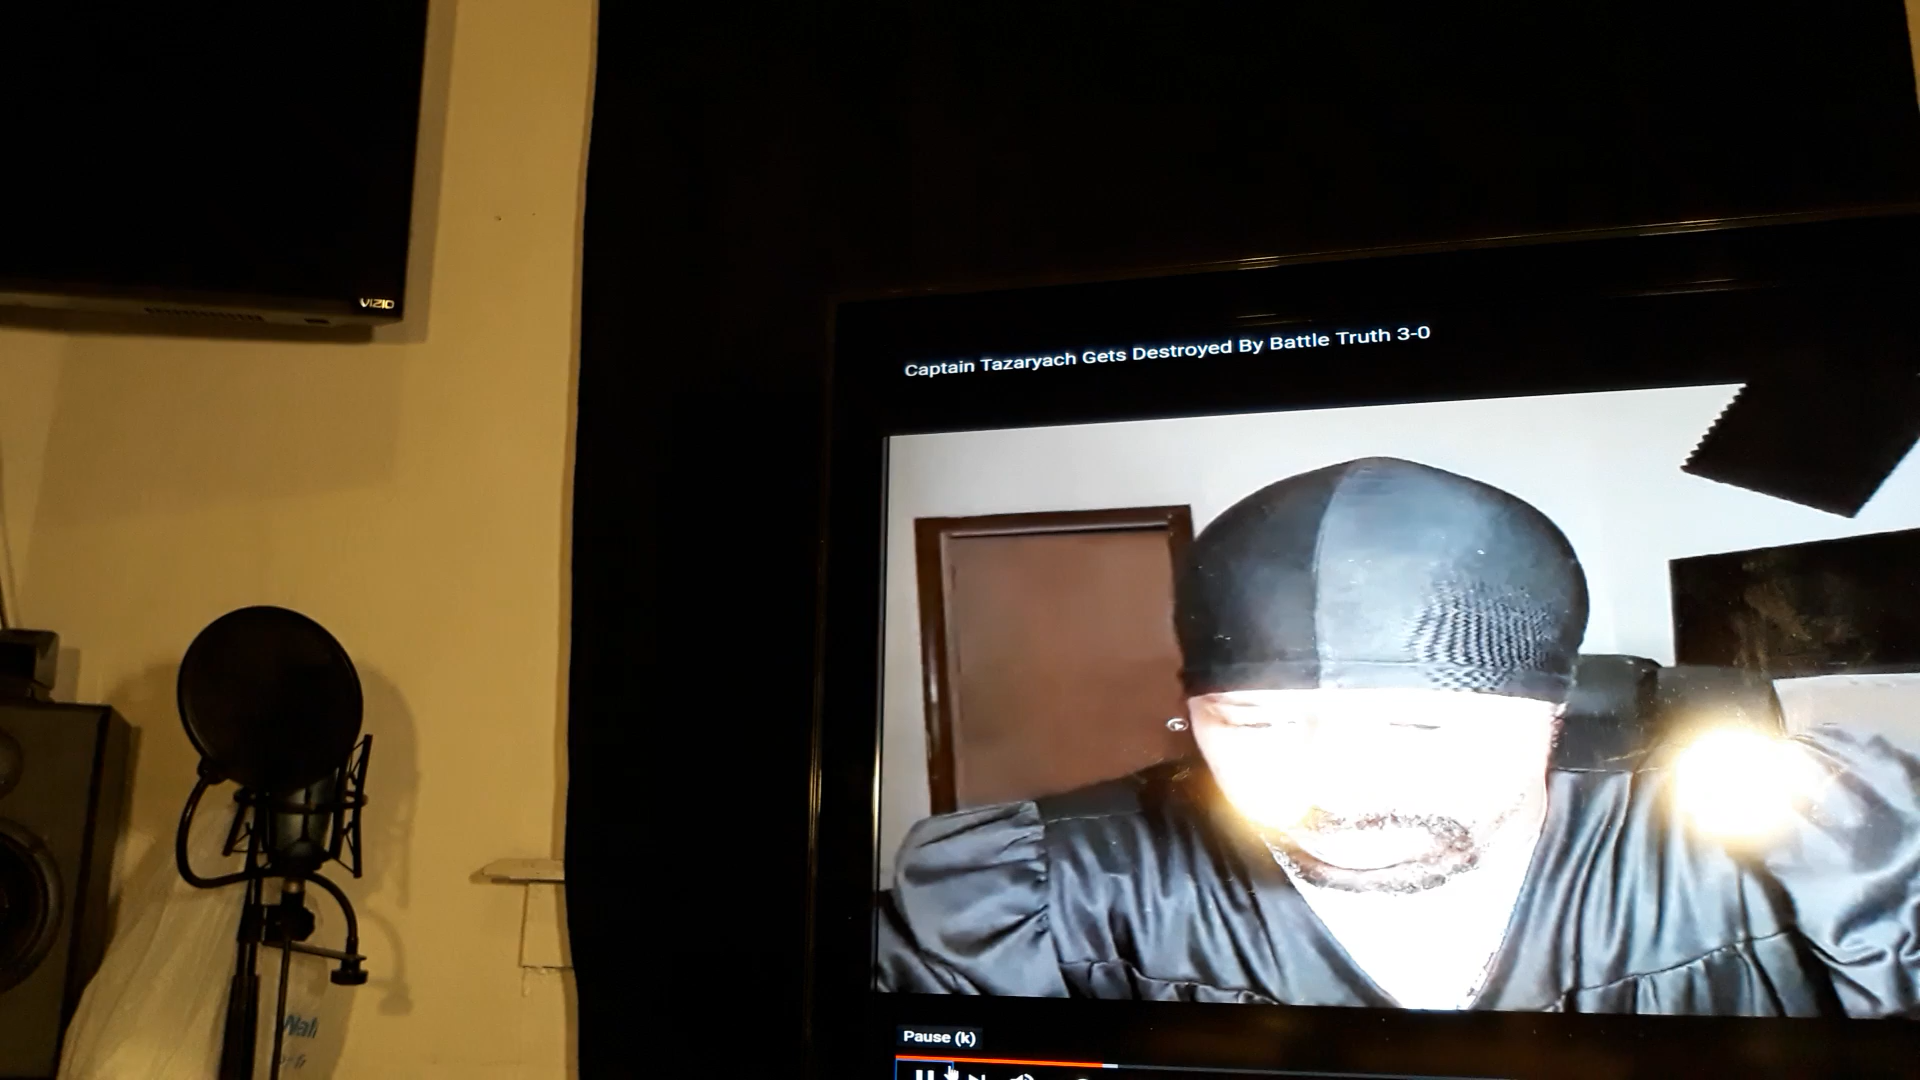 VIZIO
Captain Tazaryach Gets Destroyed By Battle Truth 3-0
Pause (k)